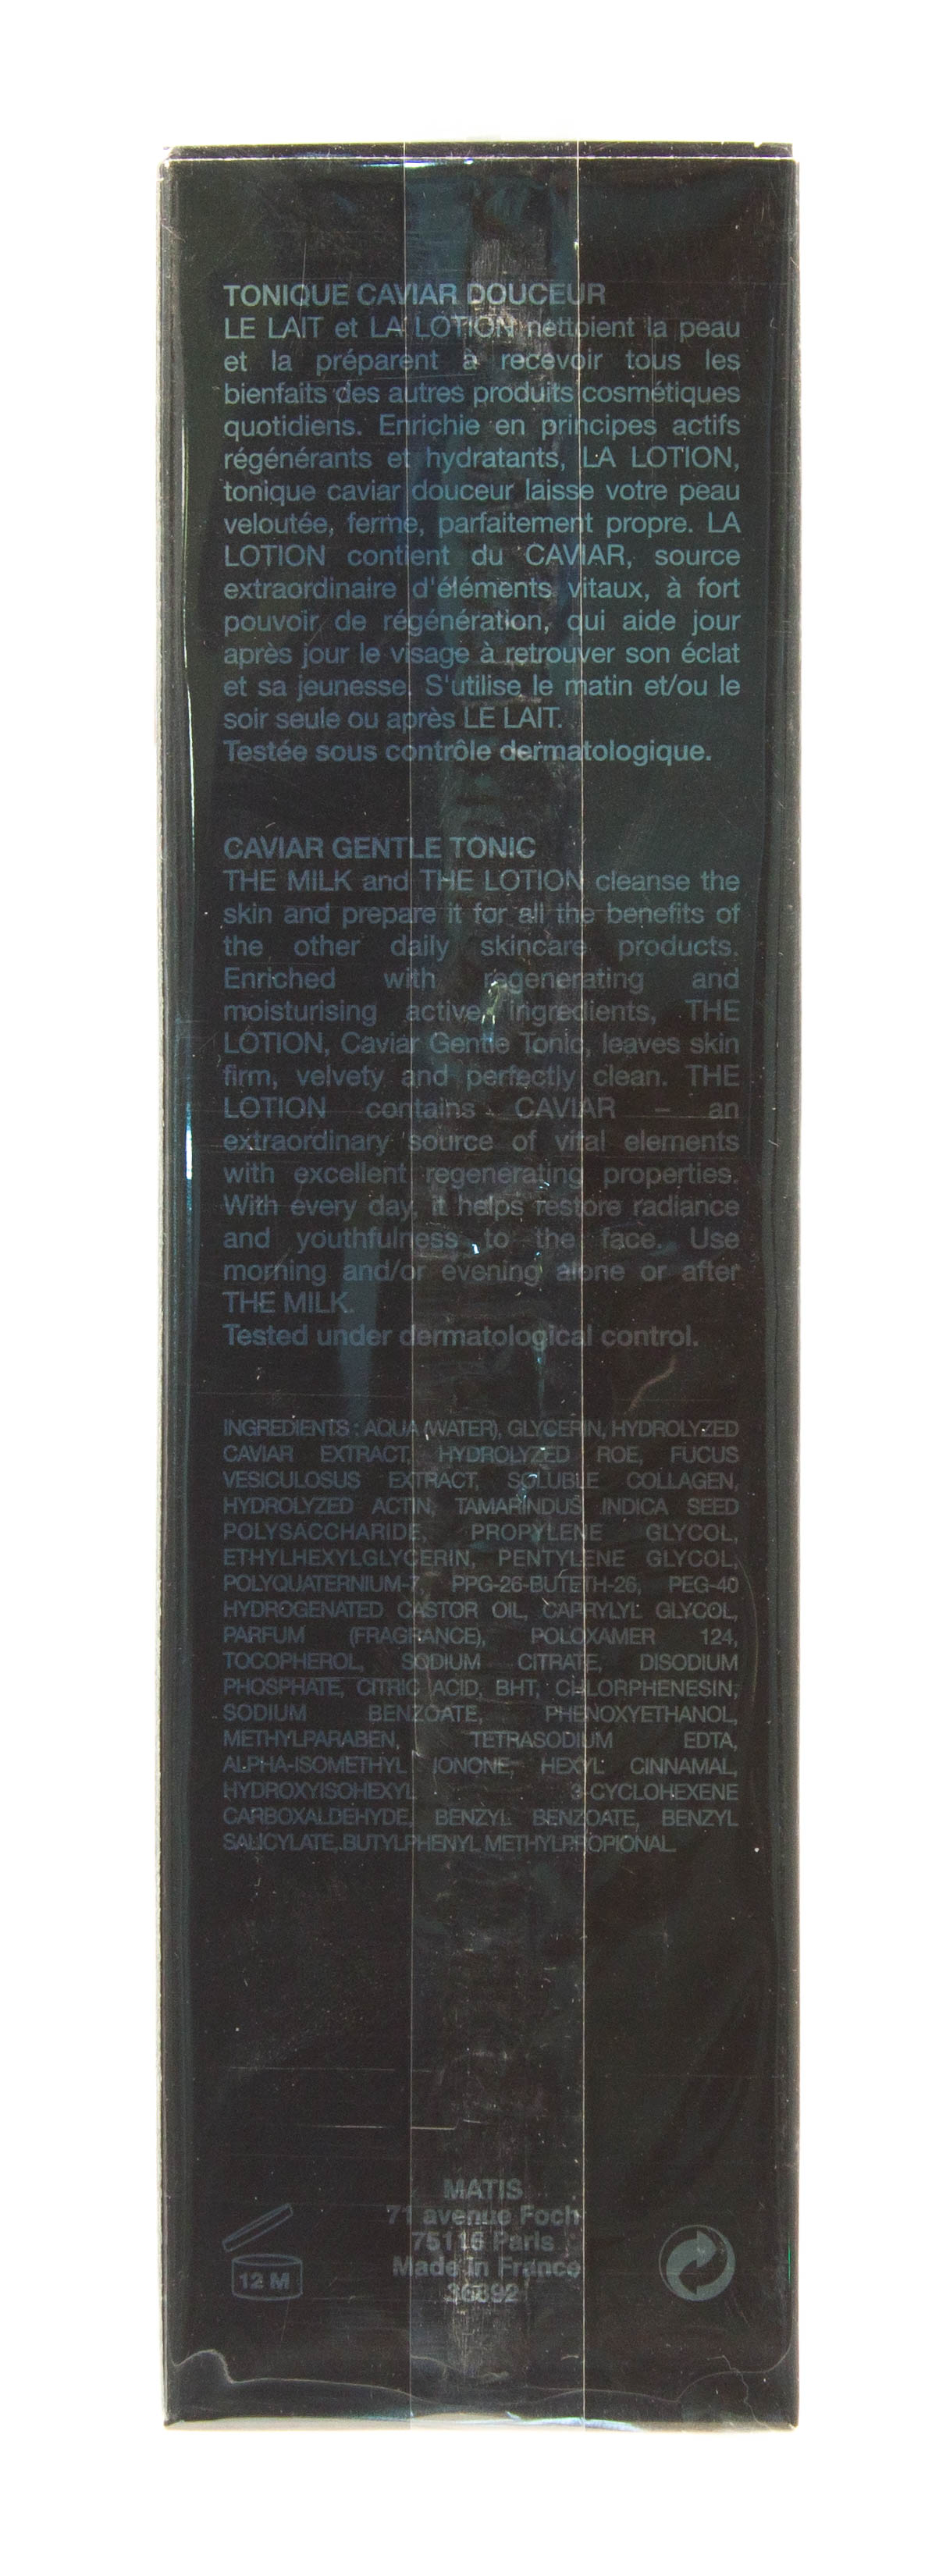 TONIQUE CAVIAR DOUCEUR
LE LAIT et LA LOTION nettoient la peau
et la préparent à recevoir tous les
bienfaits des autres produits cosmétiques
quotidiens. Enrichie en principes actifs
régénérants et hydratants, LA LOTION,
tonique caviar douceur laisse votre peau
veloutée, ferme, parfaitement propre. LA
LOTION contient du CAVIAR, source
extraordinaire d'éléments vitaux, à fort
pouvoir de régénération, qui aide jour
après jour le visage à retrouver son éclat
et sa jeunesse. S'utilise le matin et/ou le
soir seule ou après LE LAIT.
Testée sous contrôle dermatologique.
CAVIAR GENTLE TONIC
THE MILK and THE LOTION cleanse the
skin and prepare it for all the benefits of
the other daily skincare products.
Enriched with regenerating and
moisturising active ingredients, THE
LOTION, Caviar Gentle Tonic, leaves skin
firm, velvety and perfectly clean. THE
LOTION contains CAVIAR – an
extraordinary source of vital elements
with excellent regenerating properties.
With every day, it helps restore radiance
and youthfulness to the face. Use
morning and/or evening alone or after
THE MILK.
Tested under dermatological control.
INGREDIENTS : AQUA (WATER), GLYCERIN, HYDROLYZED
CAVIAR EXTRACT, HYDROLYZED ROE, FUCUS
VESICULOSUS EXTRACT, SOLUBLE COLLAGEN,
HYDROLYZED ACTIN, TAMARINDUS INDICA SEED
POLYSACCHARIDE, PROPYLENE GLYCOL,
ETHYLHEXYLGLYCERIN, PENTYLENE GLYCOL,
POLYQUATERNIUM-7, PPG-26-BUTETH-26, PEG-40
HYDROGENATED CASTOR OIL, CAPRYLYL GLYCOL,
PARFUM (FRAGRANCE), POLOXAMER 124,
TOCOPHEROL, SODIUM CITRATE, DISODIUM
PHOSPHATE, CITRIC ACID, BHT, CHLORPHENESIN,
SODIUM BENZOATE, PHENOXYETHANOL,
METHYLPARABEN, TETRASODIUM EDTA,
ALPHA-ISOMETHYL IONONE, HEXYL CINNAMAL,
HYDROXYISOHEXYL 3-CYCLOHEXENE
CARBOXALDEHYDE, BENZYL BENZOATE, BENZYL
SALICYLATE, BUTYLPHENYL METHYLPROPIONAL.
MATIS
71 avenue Foch
75116 Paris
Made in France
12 M